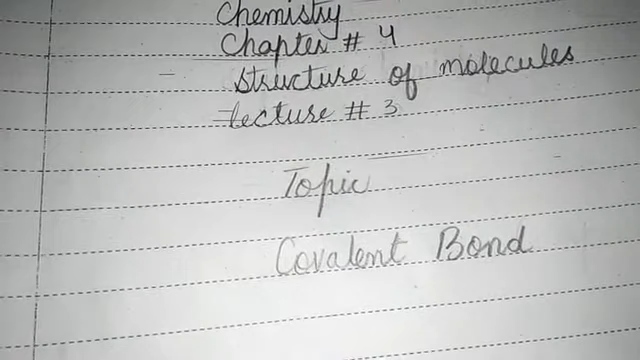 Chemistry
Chapter # 4
Structure of molecules
Lecture # 3
Topic
Covalent Bond